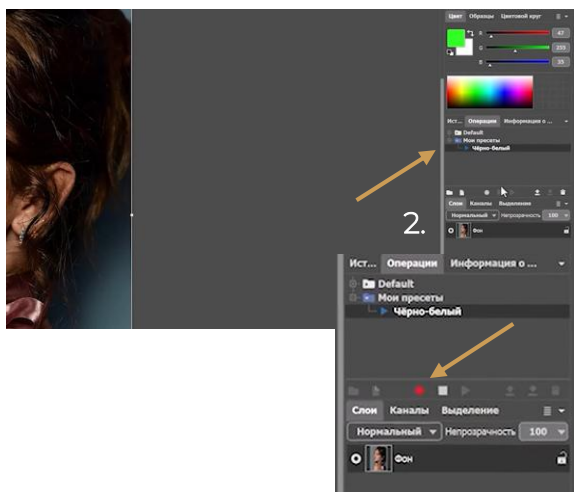 Цвет Образцы Цветовой круг
R 47
G 255
B 35
Ист... Операции Информация о ...
Default
Мои пресеты
Чёрно-белый
Слои Каналы Выделение
Нормальный Непрозрачность 100
Фон
2.
Ист... Операции Информация о ...
Default
Мои пресеты
Чёрно-белый
Слои Каналы Выделение
Нормальный Непрозрачность 100
Фон